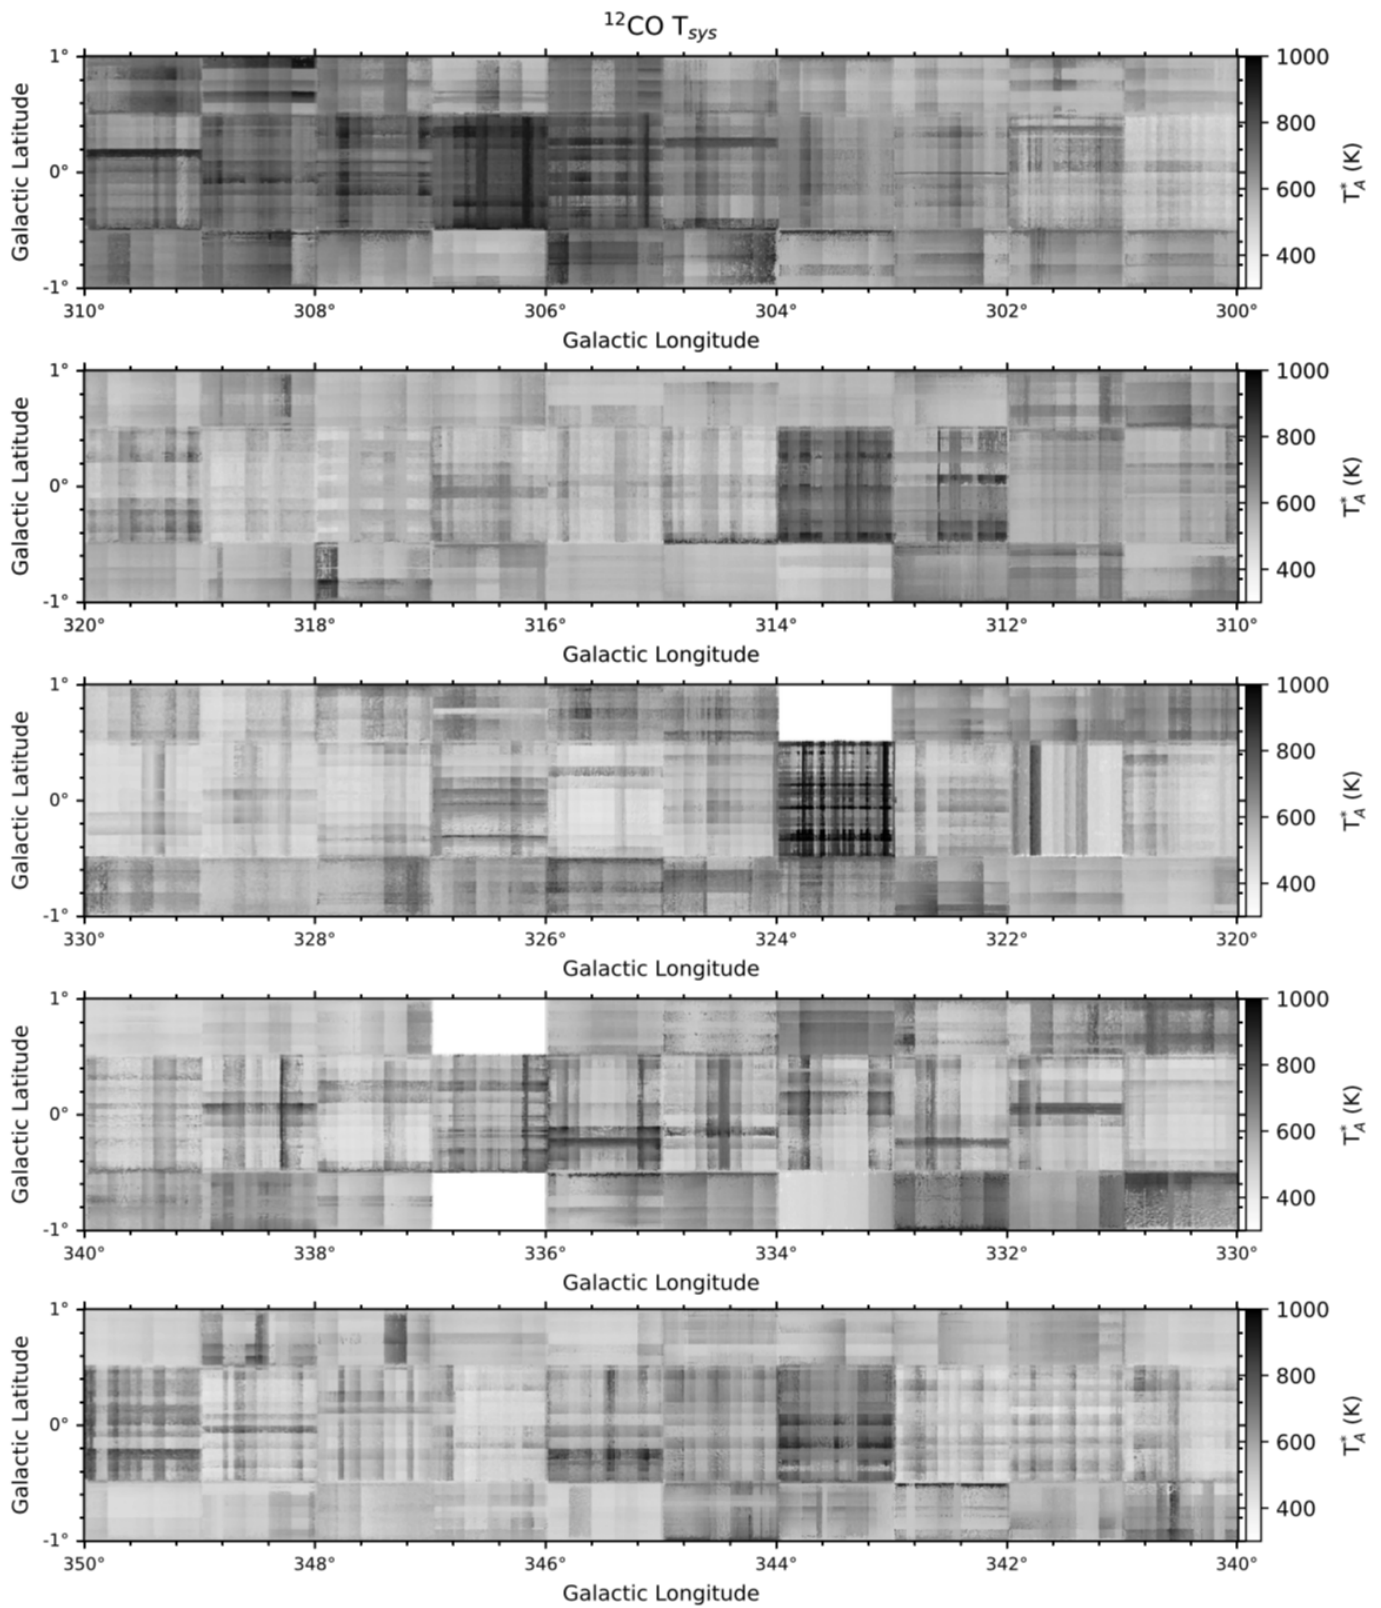 ¹²CO T_sys
1° 0° -1°
Galactic Latitude
310° 308° 306° 304° 302° 300°
Galactic Longitude
1000 800 600 400
T*_A (K)
1° 0° -1°
Galactic Latitude
320° 318° 316° 314° 312° 310°
Galactic Longitude
1000 800 600 400
T*_A (K)
1° 0° -1°
Galactic Latitude
330° 328° 326° 324° 322° 320°
Galactic Longitude
1000 800 600 400
T*_A (K)
1° 0° -1°
Galactic Latitude
340° 338° 336° 334° 332° 330°
Galactic Longitude
1000 800 600 400
T*_A (K)
1° 0° -1°
Galactic Latitude
350° 348° 346° 344° 342° 340°
Galactic Longitude
1000 800 600 400
T*_A (K)